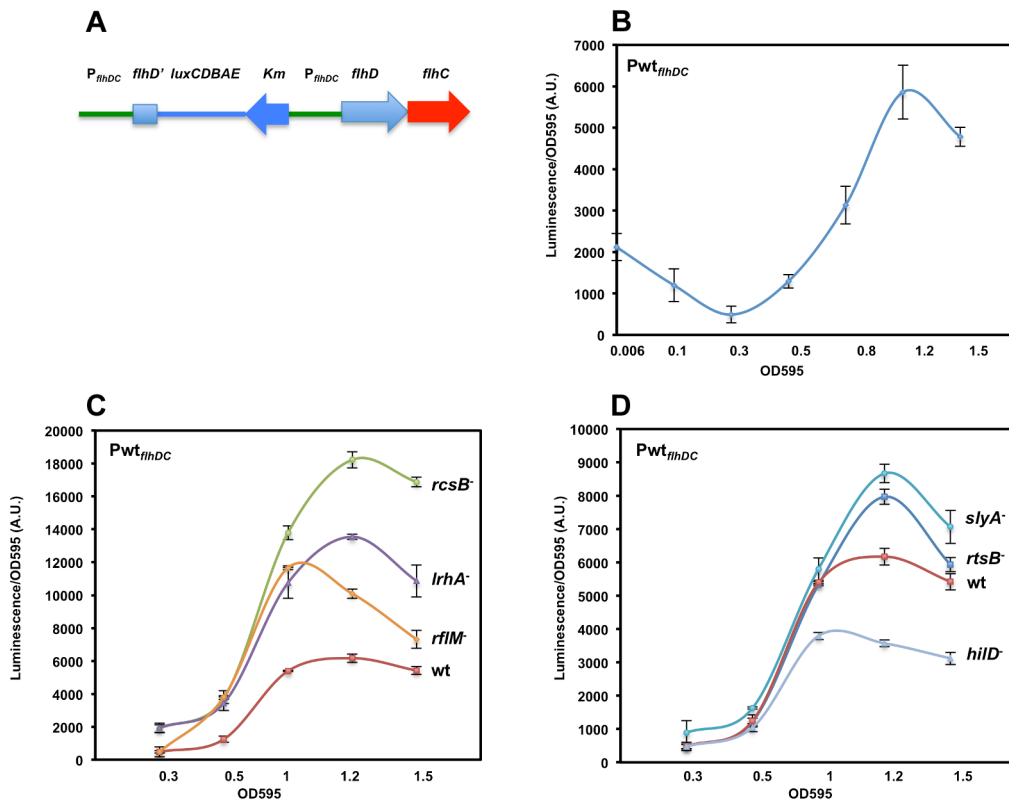 A
P flhDC flhD' luxCDBAE Km P flhDC flhD flhC
B
Pwt flhDC
Luminescence/OD595 (A.U.)
7000
6000
5000
4000
3000
2000
1000
0
0.006 0.1 0.3 0.5 0.8 1.2 1.5
OD595
C
Pwt flhDC
Luminescence/OD595 (A.U.)
20000
18000
16000
14000
12000
10000
8000
6000
4000
2000
0
rcsB-
lrhA-
rflM-
wt
0.3 0.5 1 1.2 1.5
OD595
D
Pwt flhDC
Luminescence/OD595 (A.U.)
10000
9000
8000
7000
6000
5000
4000
3000
2000
1000
0
slyA-
rtsB-
wt
hilD-
0.3 0.5 1 1.2 1.5
OD595